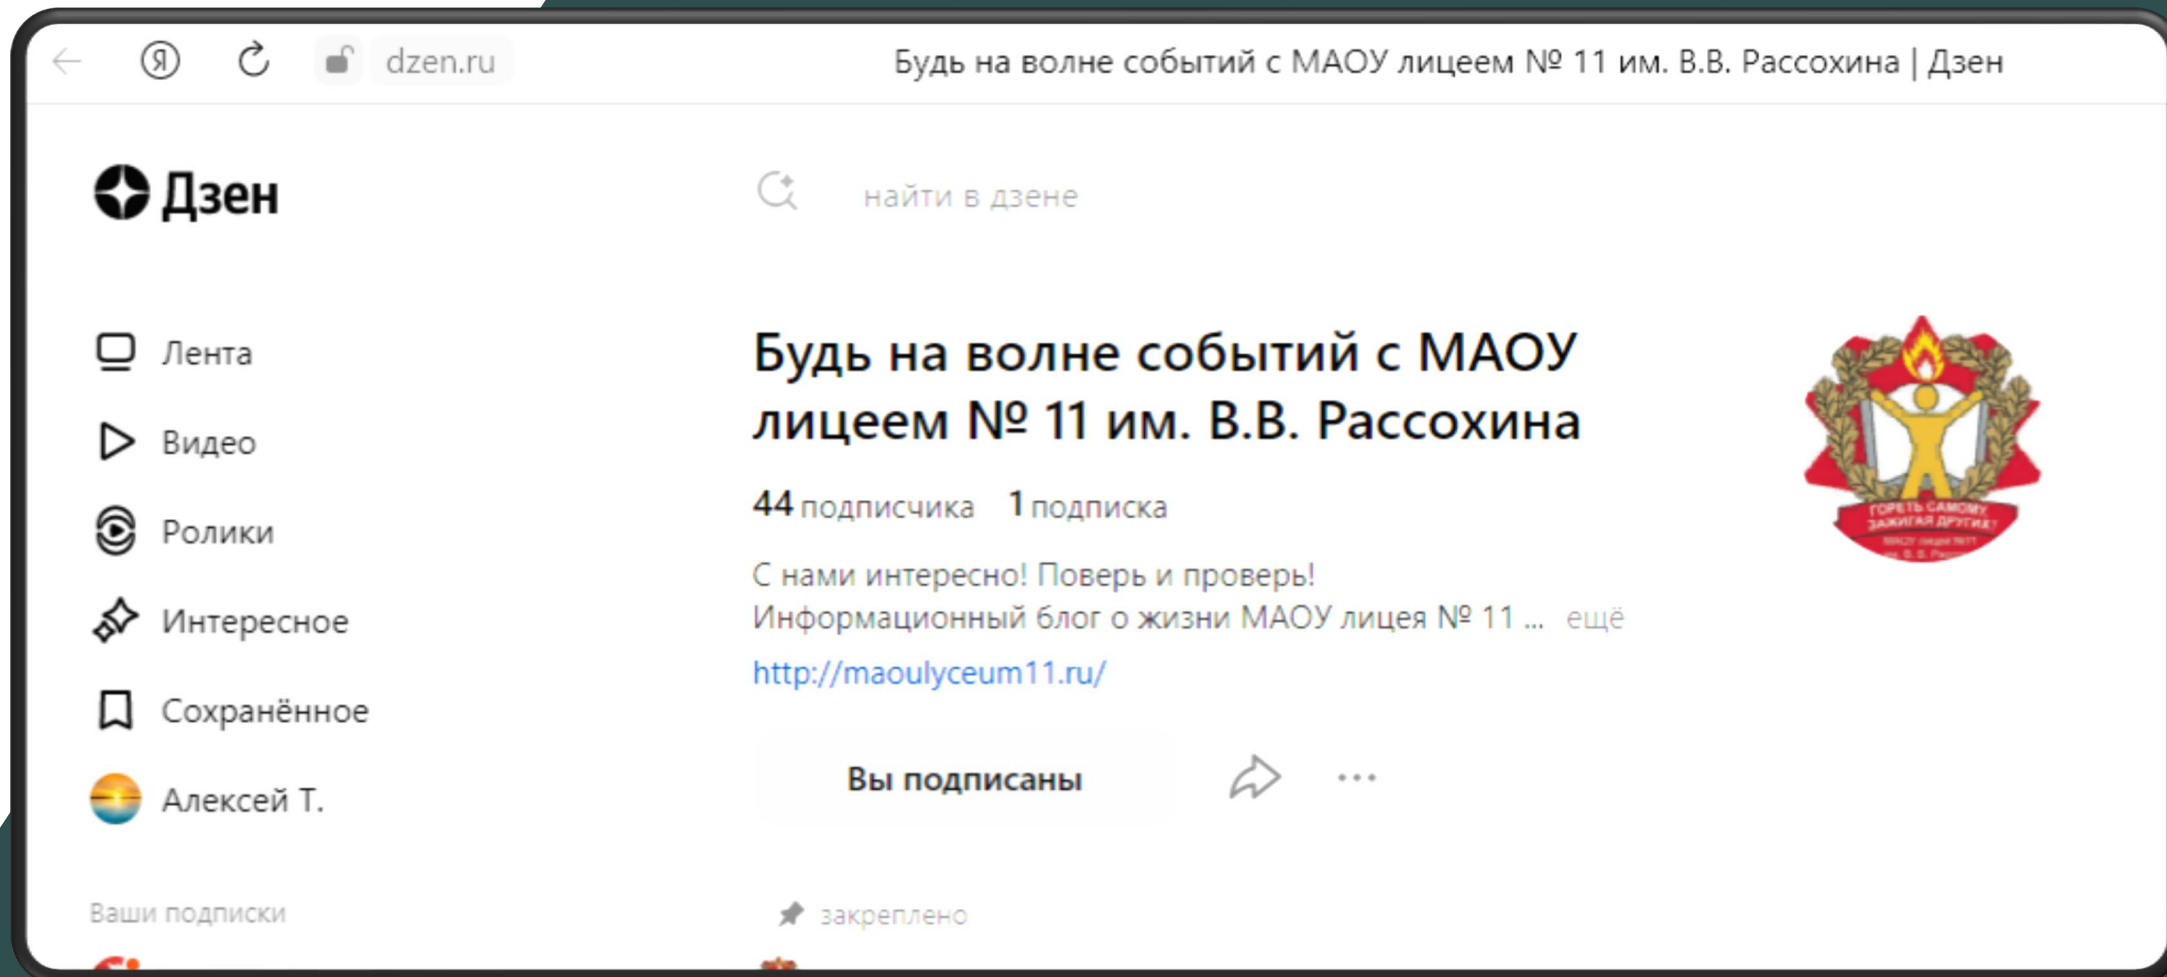 dzen.ru
Будь на волне событий с МАОУ лицеем № 11 им. В.В. Рассохина | Дзен
Дзен
найти в дзене
Лента
Видео
Ролики
Интересное
Сохранённое
Алексей Т.
Ваши подписки
Будь на волне событий с МАОУ
лицеем № 11 им. В.В. Рассохина
44 подписчика 1 подписка
С нами интересно! Поверь и проверь!
Информационный блог о жизни МАОУ лицея № 11 ... ещё
http://maoulyceum11.ru/
Вы подписаны
закреплено
ГОРЕТЬ САМОМУ,
ЗАЖИГАЯ ДРУГИХ!